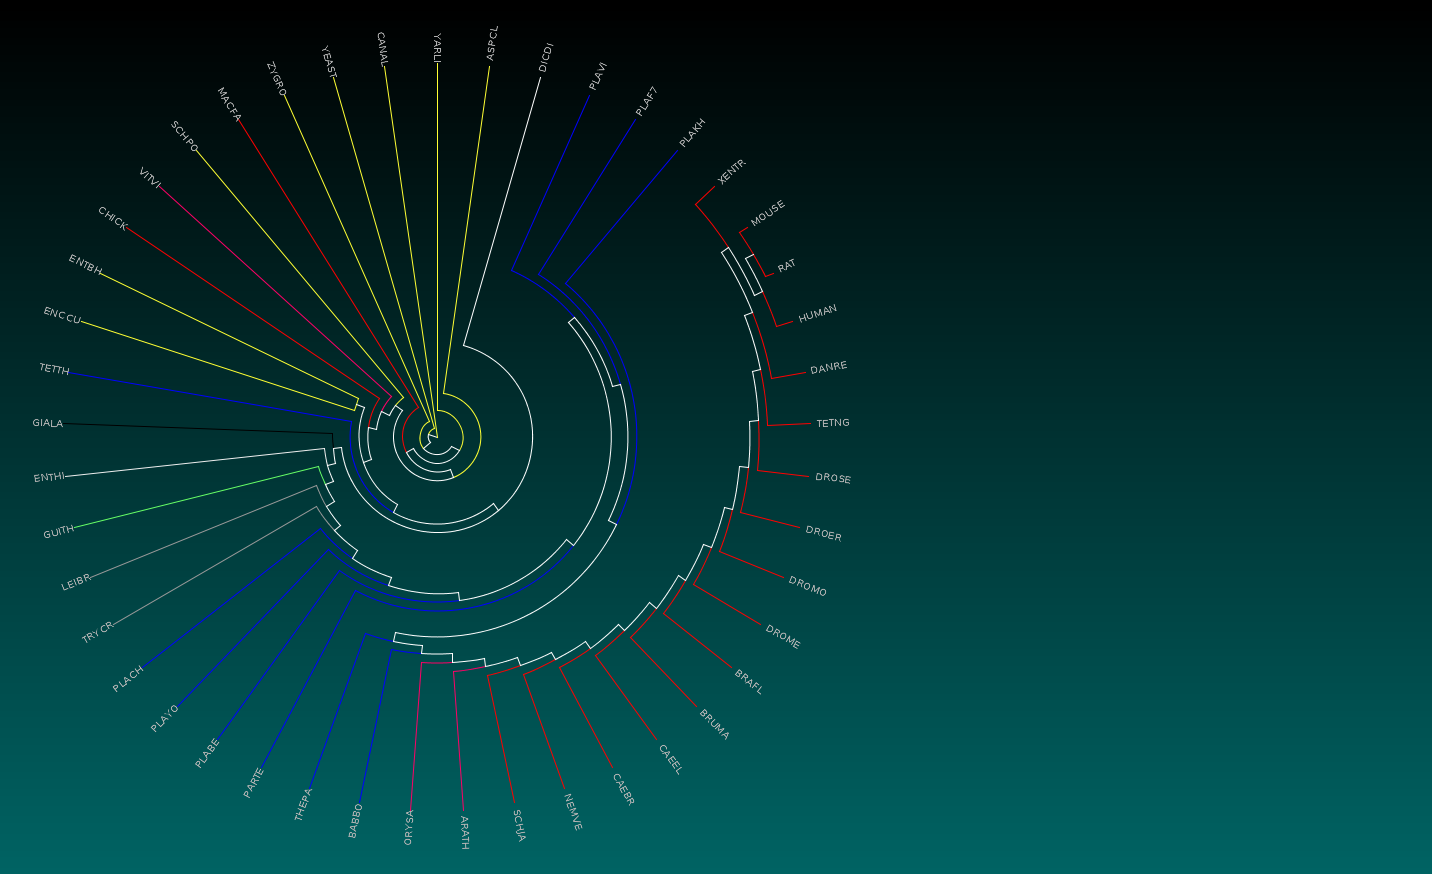 YARLI
ASPCL
DICDI
PLAVI
PLAF7
PLAKH
XENTR
MOUSE
RAT
HUMAN
DANRE
TETNG
DROSE
DROER
DROMO
DROME
BRAFL
BRUMA
CAEEL
CAEBR
NEMVE
SCHJA
ARATH
ORYSA
BABBO
THEPA
PARTE
PLABE
PLAYO
PLACH
TRYCR
LEIBR
GUITH
ENTHI
GIALA
TETTH
ENCCU
ENTBH
CHICK
VITVI
SCHPO
MACFA
ZYGRO
YEAST
CANAL